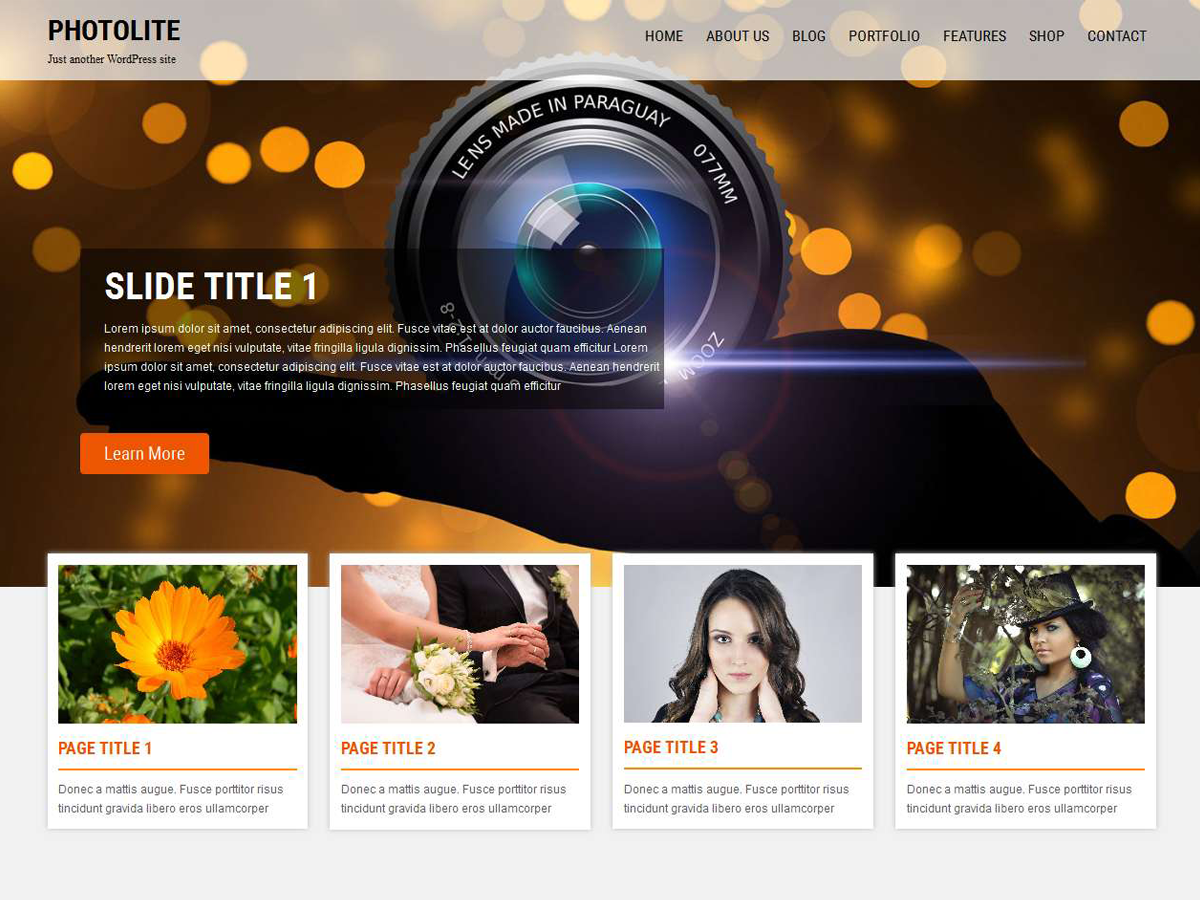 PHOTOLITE
Just another WordPress site
HOME ABOUT US BLOG PORTFOLIO FEATURES SHOP CONTACT
LENS MADE IN PARAGUAY 077MM
SLIDE TITLE 1
Lorem ipsum dolor sit amet, consectetur adipiscing elit. Fusce vitae est at dolor auctor faucibus. Aenean
hendrerit lorem eget nisi vulputate, vitae fringilla ligula dignissim. Phasellus feugiat quam efficitur Lorem
ipsum dolor sit amet, consectetur adipiscing elit. Fusce vitae est at dolor auctor faucibus. Aenean hendrerit
lorem eget nisi vulputate, vitae fringilla ligula dignissim. Phasellus feugiat quam efficitur
Learn More
PAGE TITLE 1
Donec a mattis augue. Fusce porttitor risus
tincidunt gravida libero eros ullamcorper
PAGE TITLE 2
Donec a mattis augue. Fusce porttitor risus
tincidunt gravida libero eros ullamcorper
PAGE TITLE 3
Donec a mattis augue. Fusce porttitor risus
tincidunt gravida libero eros ullamcorper
PAGE TITLE 4
Donec a mattis augue. Fusce porttitor risus
tincidunt gravida libero eros ullamcorper